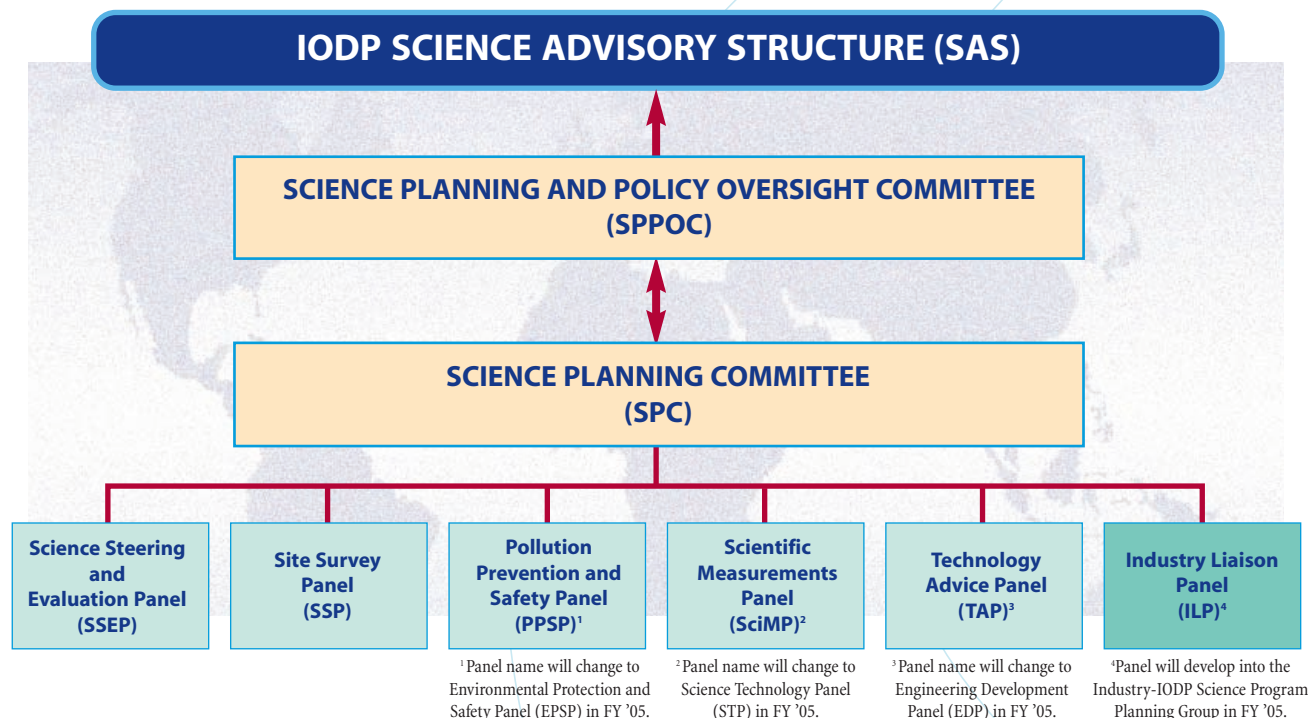 IODP SCIENCE ADVISORY STRUCTURE (SAS)
SCIENCE PLANNING AND POLICY OVERSIGHT COMMITTEE
(SPPOC)
SCIENCE PLANNING COMMITTEE
(SPC)
Science Steering
and
Evaluation Panel
(SSEP)
Site Survey
Panel
(SSP)
Pollution
Prevention and
Safety Panel
(PPSP)¹
Scientific
Measurements
Panel
(SciMP)²
Technology
Advice Panel
(TAP)³
Industry Liaison
Panel
(ILP)⁴
¹ Panel name will change to
Environmental Protection and
Safety Panel (EPSP) in FY '05.
² Panel name will change to
Science Technology Panel
(STP) in FY '05.
³ Panel name will change to
Engineering Development
Panel (EDP) in FY '05.
⁴Panel will develop into the
Industry-IODP Science Program
Planning Group in FY '05.